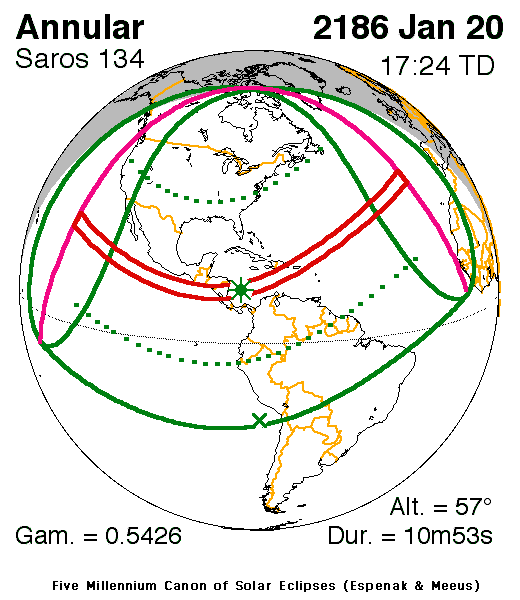 Annular
2186 Jan 20
Saros 134
17:24 TD
Alt. = 57°
Gam. = 0.5426
Dur. = 10m53s
Five Millennium Canon of Solar Eclipses (Espenak & Meeus)